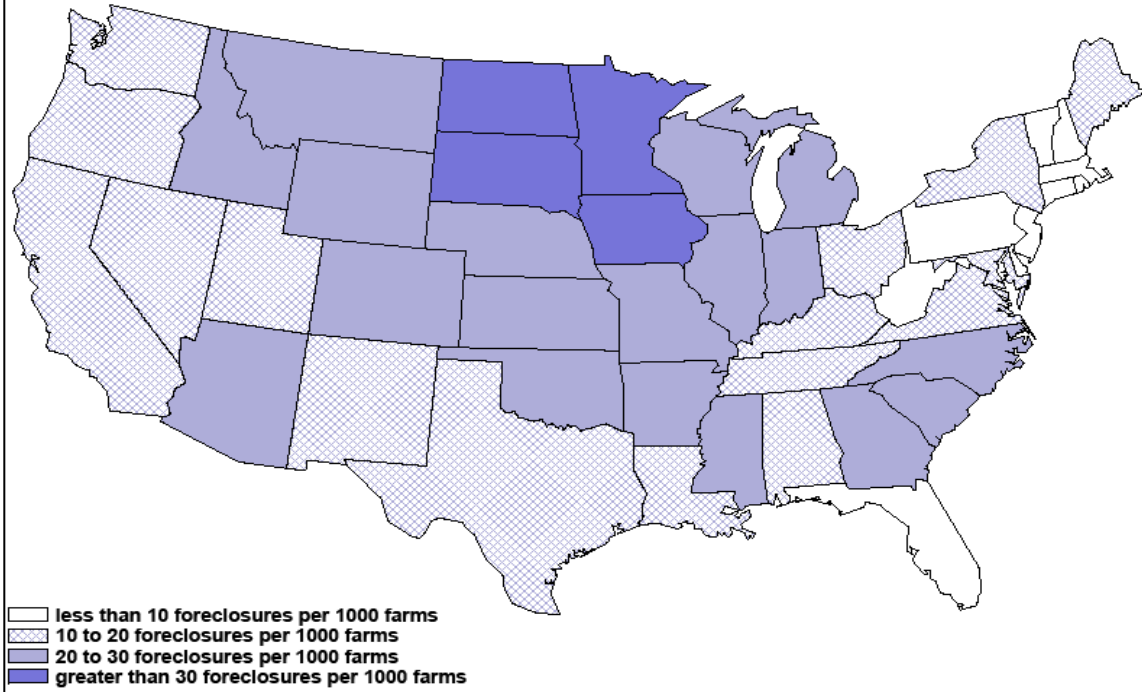 less than 10 foreclosures per 1000 farms
10 to 20 foreclosures per 1000 farms
20 to 30 foreclosures per 1000 farms
greater than 30 foreclosures per 1000 farms